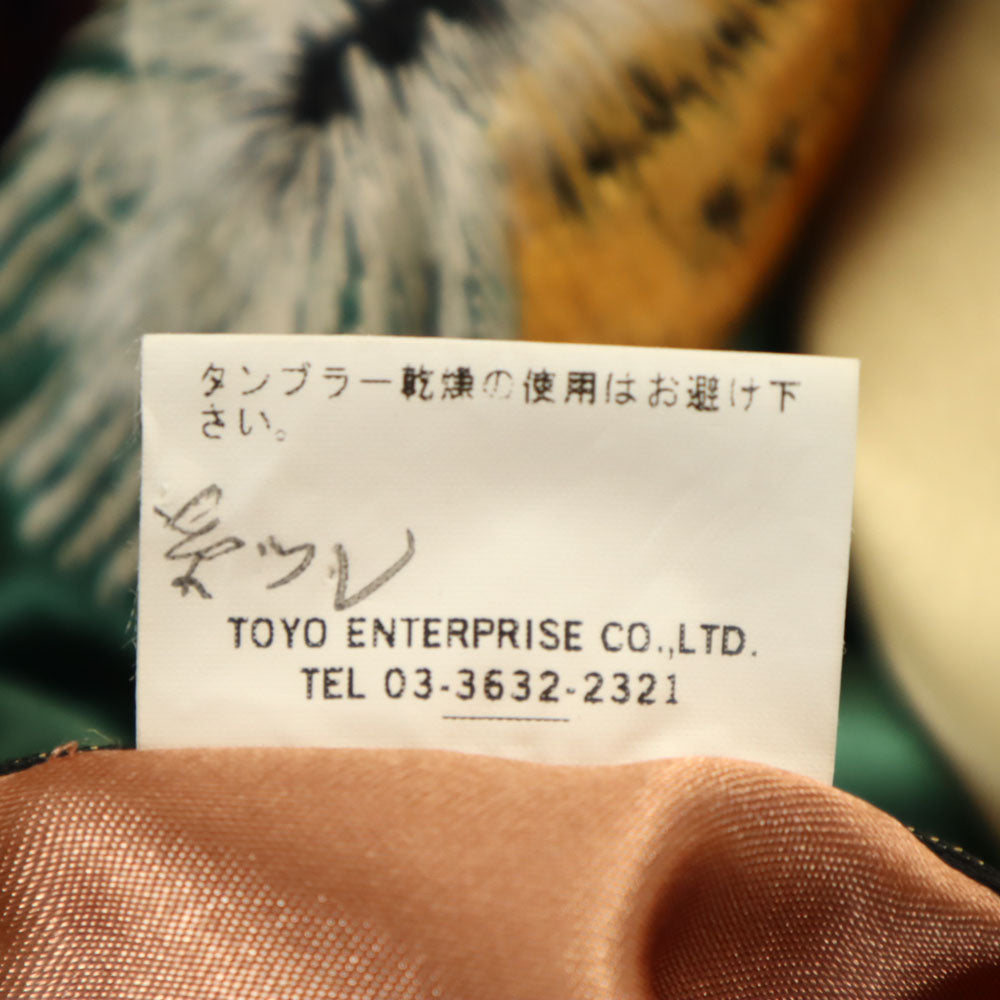 タンブラー乾燥の使用はお避け下
さい。
TOYO ENTERPRISE CO.,LTD.
TEL 03-3632-2321